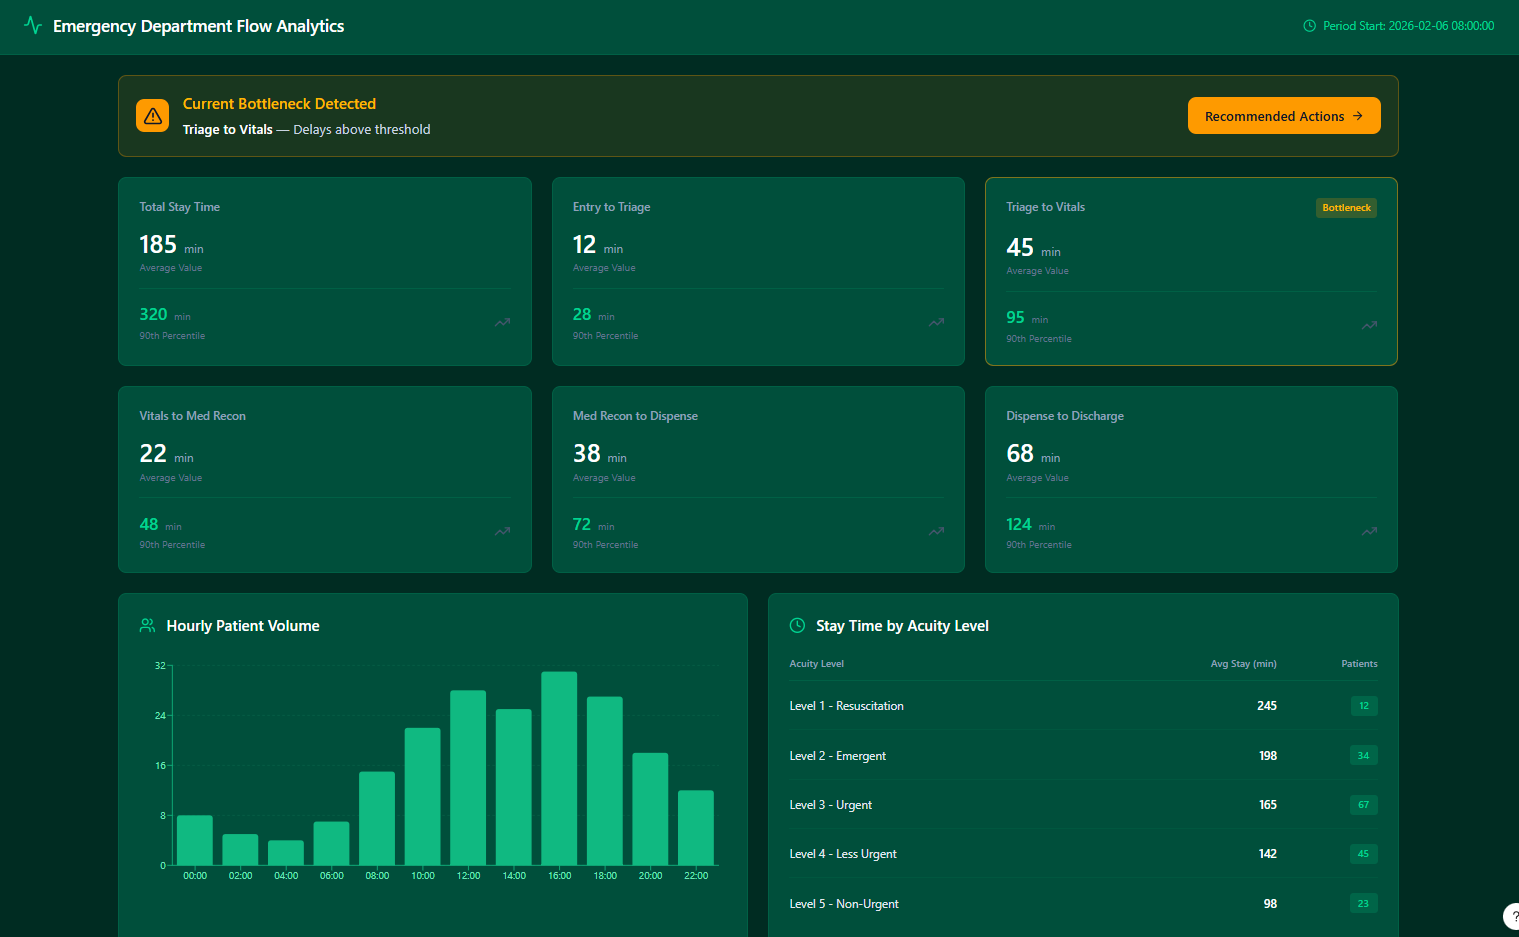 Emergency Department Flow Analytics
Period Start: 2026-02-06 08:00:00
Current Bottleneck Detected
Triage to Vitals — Delays above threshold
Recommended Actions →
Total Stay Time
185 min
Average Value
320 min
90th Percentile
Entry to Triage
12 min
Average Value
28 min
90th Percentile
Triage to Vitals
Bottleneck
45 min
Average Value
95 min
90th Percentile
Vitals to Med Recon
22 min
Average Value
48 min
90th Percentile
Med Recon to Dispense
38 min
Average Value
72 min
90th Percentile
Dispense to Discharge
68 min
Average Value
124 min
90th Percentile
Hourly Patient Volume
32
24
16
8
0
00:00 02:00 04:00 06:00 08:00 10:00 12:00 14:00 16:00 18:00 20:00 22:00
Stay Time by Acuity Level
Acuity Level Avg Stay (min) Patients
Level 1 - Resuscitation 245 12
Level 2 - Emergent 198 34
Level 3 - Urgent 165 67
Level 4 - Less Urgent 142 45
Level 5 - Non-Urgent 98 23
?